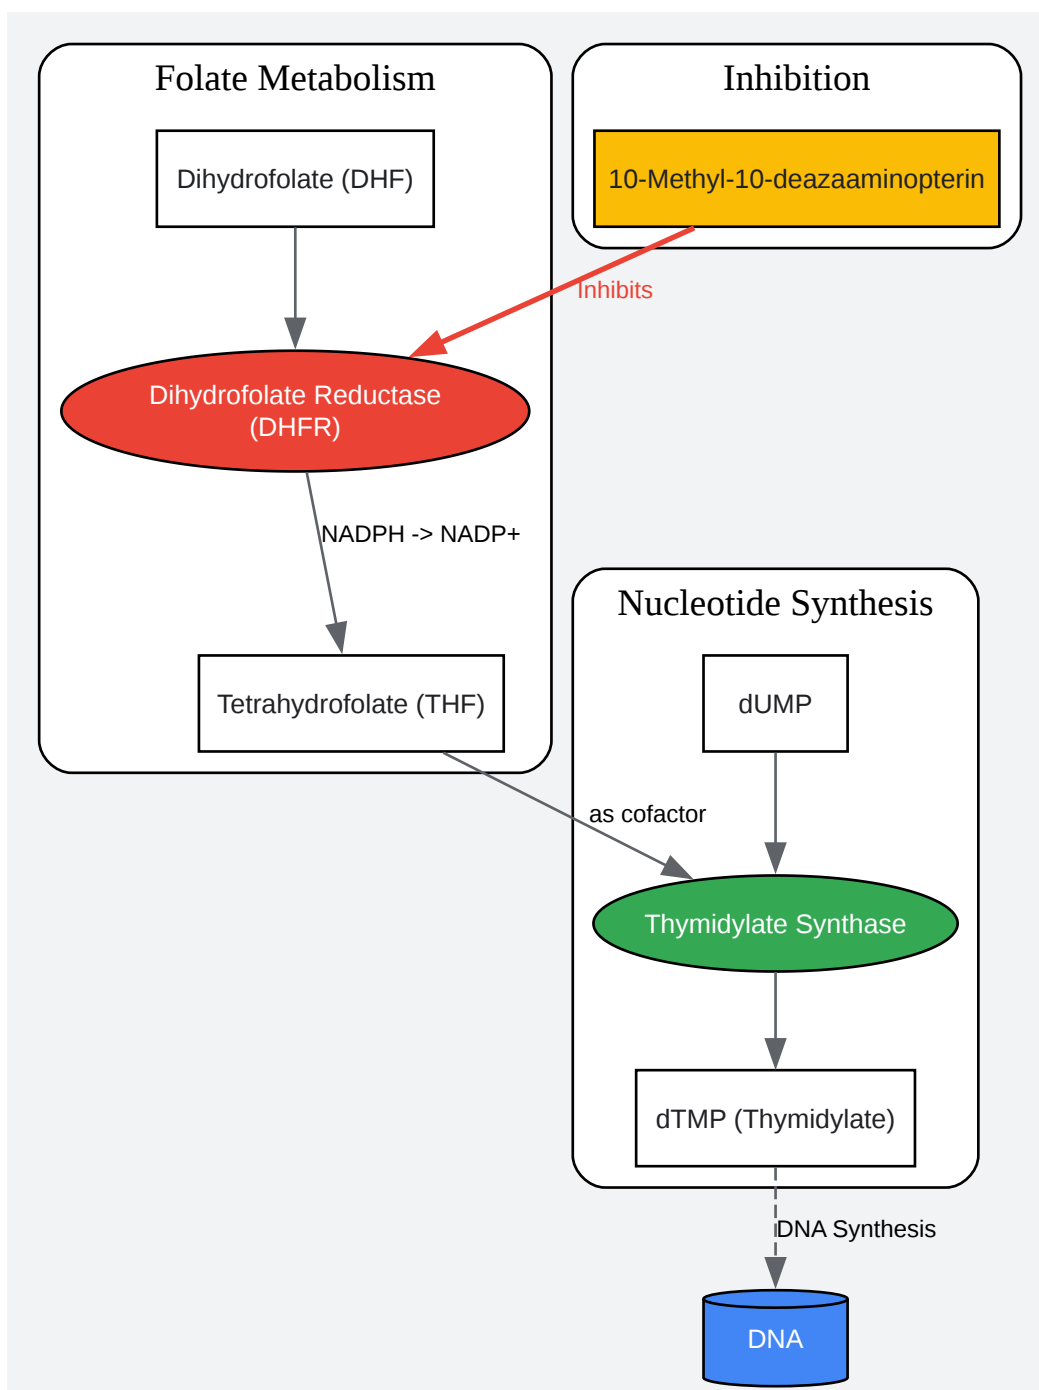 Folate Metabolism
Inhibition
Dihydrofolate (DHF)
10-Methyl-10-deazaaminopterin
Inhibits
Dihydrofolate Reductase
(DHFR)
NADPH -> NADP+
Nucleotide Synthesis
Tetrahydrofolate (THF)
dUMP
as cofactor
Thymidylate Synthase
dTMP (Thymidylate)
DNA Synthesis
DNA